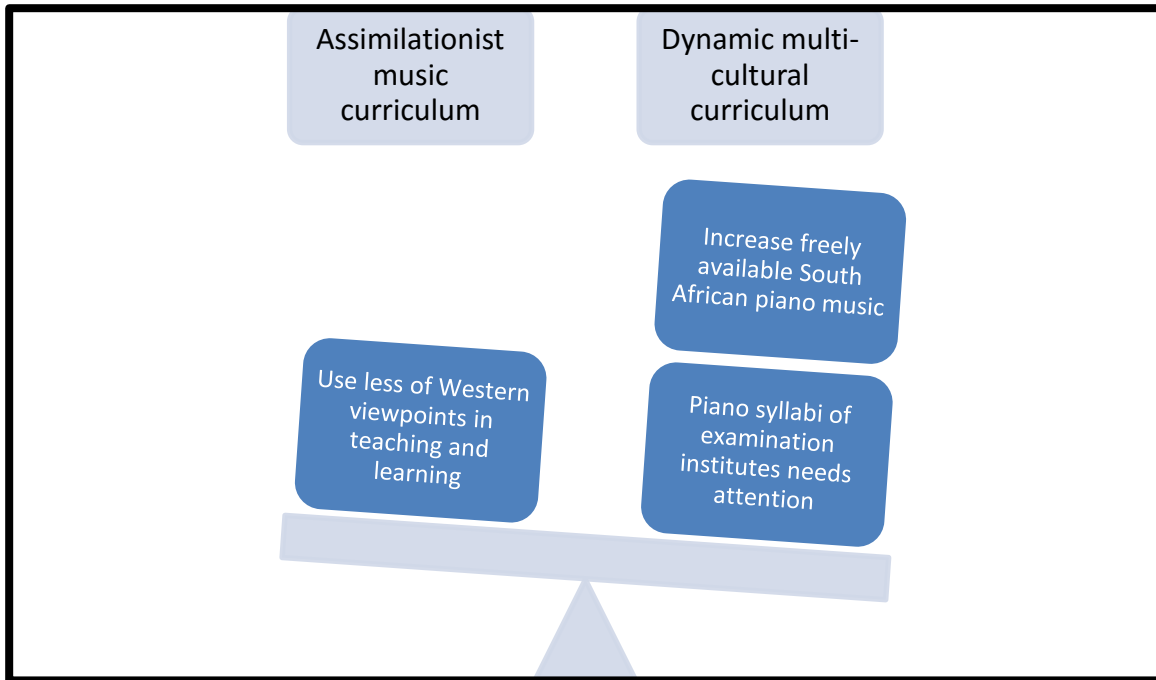 Assimilationist
music
curriculum
Dynamic multi-
cultural
curriculum
Increase freely
available South
African piano music
Use less of Western
viewpoints in
teaching and
learning
Piano syllabi of
examination
institutes needs
attention